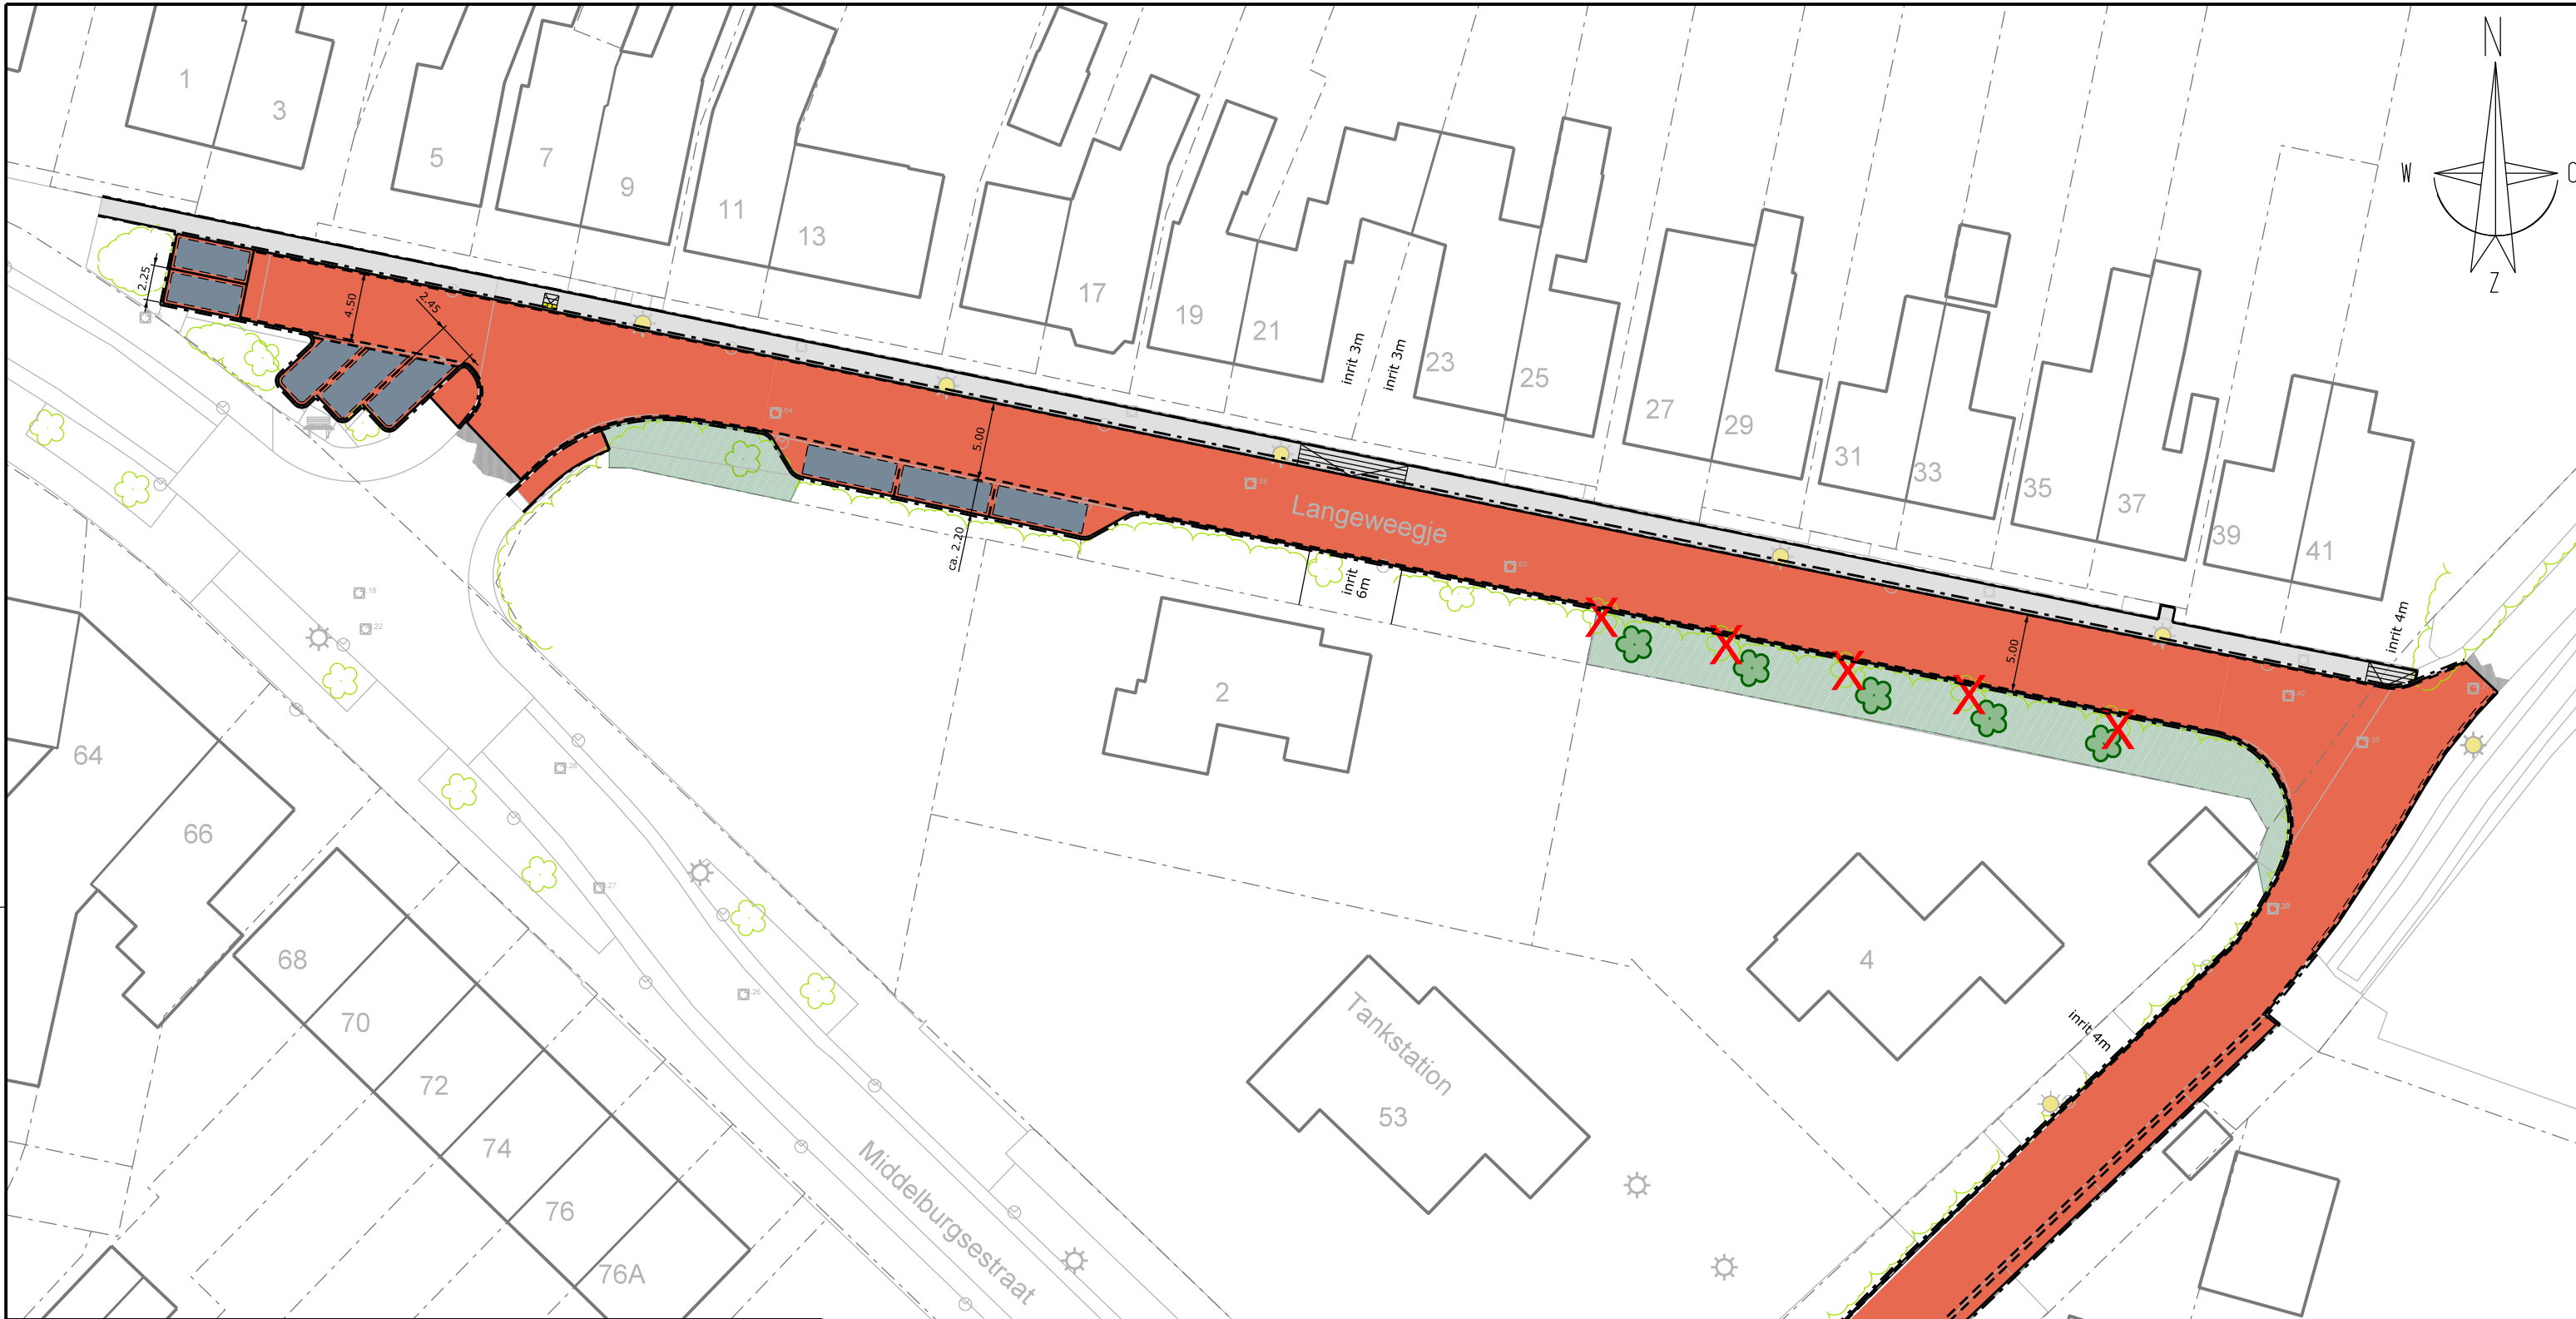 N
W
Z
1
3
5
7
9
11
13
17
19
21
23
25
27
29
31
33
35
37
39
41
inrit 3m
inrit 3m
2.25
4.50
2.45
5.00
ca. 2.20
Langeweegje
inrit
6m
5.00
inrit 4m
2
4
inrit 4m
Tankstation
53
Middelburgsestraat
64
66
68
70
72
74
76
76A